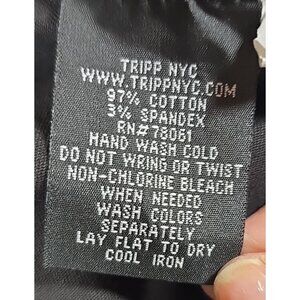 TRIPP NYC
WWW.TRIPPNYC.COM
97% COTTON
3% SPANDEX
RN#78061
HAND WASH COLD
DO NOT WRING OR TWIST
NON-CHLORINE BLEACH
WHEN NEEDED
WASH COLORS
SEPARATELY
LAY FLAT TO DRY
COOL IRON